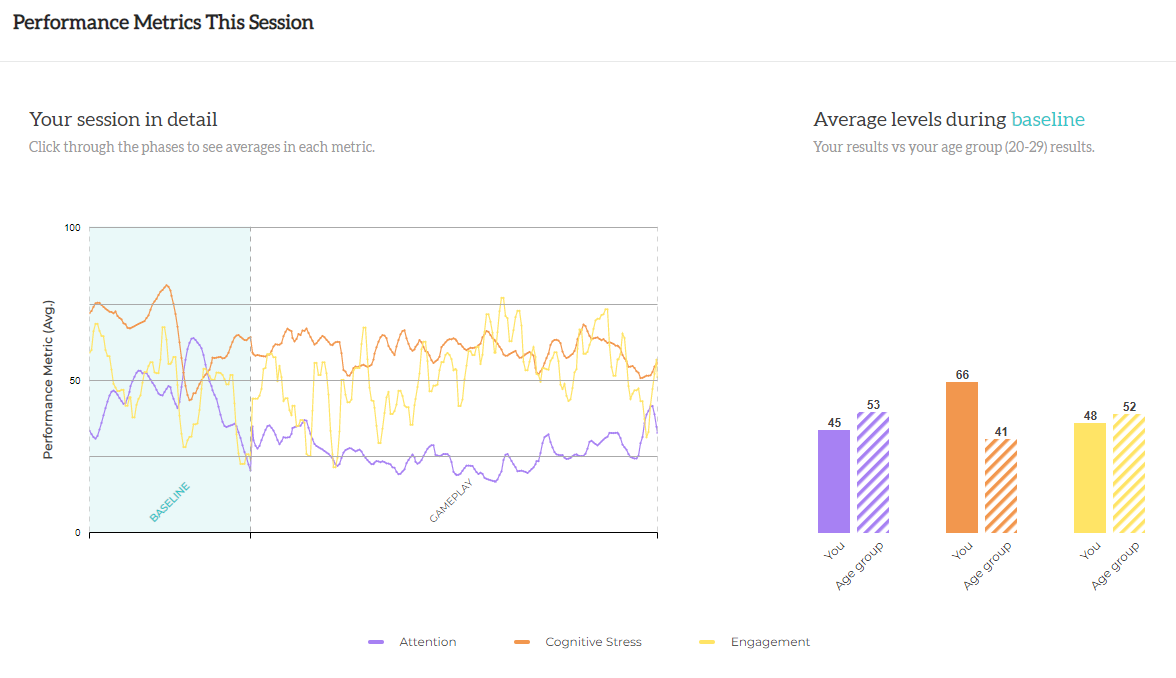 Performance Metrics This Session
Your session in detail
Click through the phases to see averages in each metric.
Average levels during baseline
Your results vs your age group (20-29) results.
Performance Metric (Avg.)
100
50
0
BASELINE
GAMEPLAY
45
53
66
41
48
52
You
Age group
You
Age group
You
Age group
Attention
Cognitive Stress
Engagement